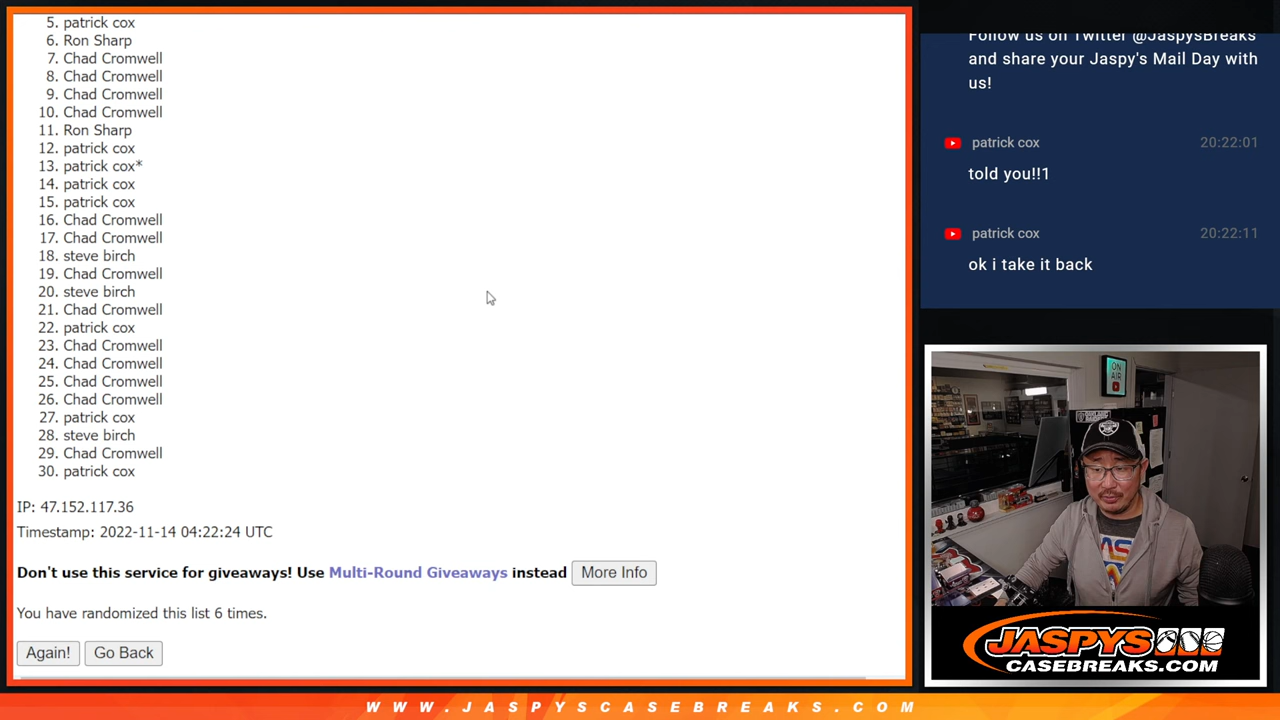 5. patrick cox
6. Ron Sharp
7. Chad Cromwell
8. Chad Cromwell
9. Chad Cromwell
10. Chad Cromwell
11. Ron Sharp
12. patrick cox
13. patrick cox*
14. patrick cox
15. patrick cox
16. Chad Cromwell
17. Chad Cromwell
18. steve birch
19. Chad Cromwell
20. steve birch
21. Chad Cromwell
22. patrick cox
23. Chad Cromwell
24. Chad Cromwell
25. Chad Cromwell
26. Chad Cromwell
27. patrick cox
28. steve birch
29. Chad Cromwell
30. patrick cox
IP: 47.152.117.36
Timestamp: 2022-11-14 04:22:24 UTC
Don't use this service for giveaways! Use Multi-Round Giveaways instead More Info
You have randomized this list 6 times.
Again! Go Back
Follow us on Twitter @JaspysBreaks
and share your Jaspy's Mail Day with
us!
patrick cox 20:22:01
told you!!1
patrick cox 20:22:11
ok i take it back
ON
AIR
JASPYS
CASEBREAKS.COM
WWW.JASPYSCASEBREAKS.COM